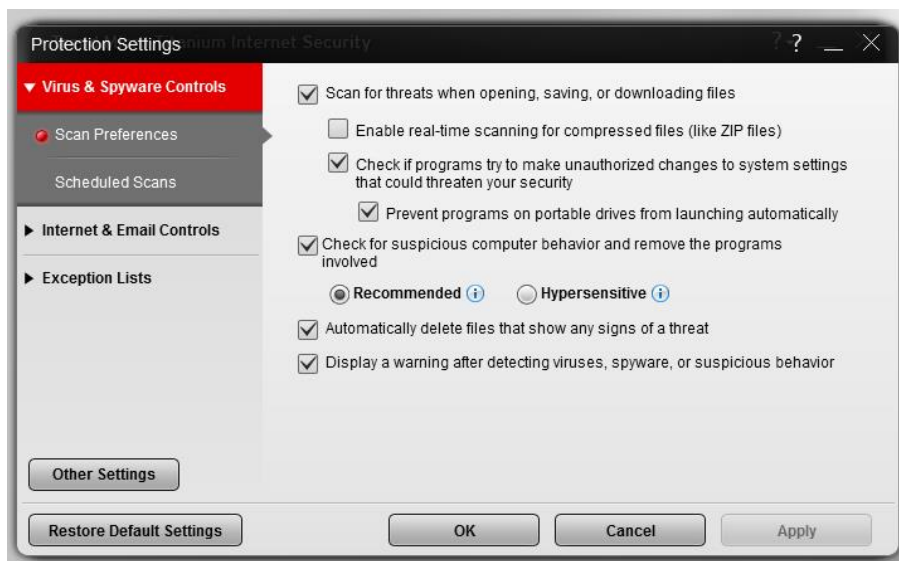 Protection Settings
Titanium Internet Security
? ?
Virus & Spyware Controls
Scan Preferences
Scheduled Scans
Internet & Email Controls
Exception Lists
Other Settings
Scan for threats when opening, saving, or downloading files
Enable real-time scanning for compressed files (like ZIP files)
Check if programs try to make unauthorized changes to system settings
that could threaten your security
Prevent programs on portable drives from launching automatically
Check for suspicious computer behavior and remove the programs
involved
Recommended i Hypersensitive i
Automatically delete files that show any signs of a threat
Display a warning after detecting viruses, spyware, or suspicious behavior
Restore Default Settings OK Cancel Apply